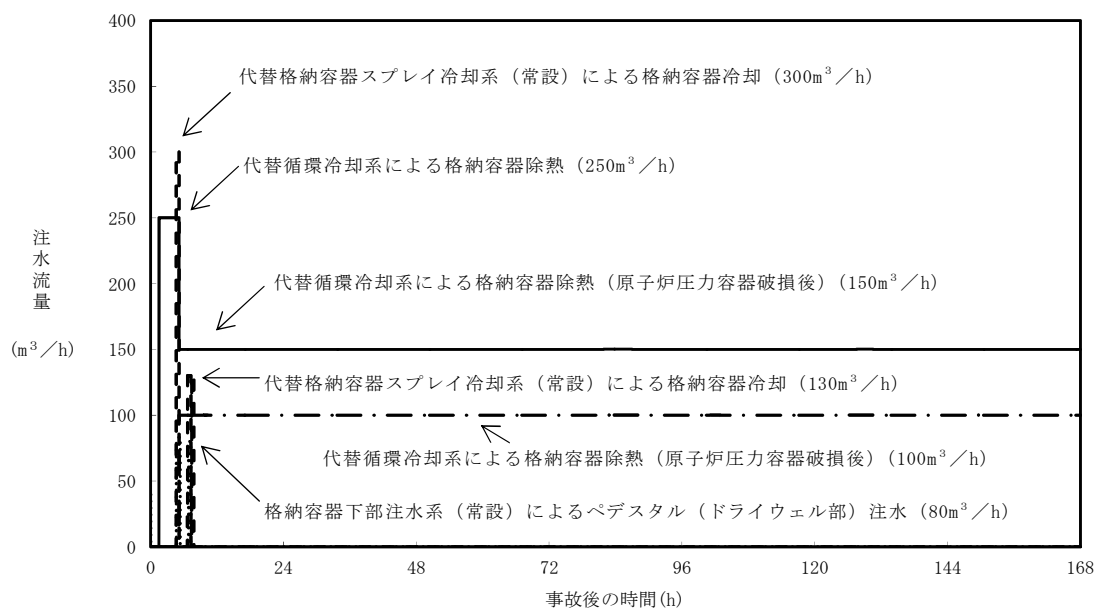 400
350
300
250
200
150
100
50
0
注水流量
(m³／h)
代替格納容器スプレイ冷却系（常設）による格納容器冷却（300m³／h）
代替循環冷却系による格納容器除熱（250m³／h）
代替循環冷却系による格納容器除熱（原子炉圧力容器破損後）（150m³／h）
代替格納容器スプレイ冷却系（常設）による格納容器冷却（130m³／h）
代替循環冷却系による格納容器除熱（原子炉圧力容器破損後）（100m³／h）
格納容器下部注水系（常設）によるペデスタル（ドライウェル部）注水（80m³／h）
0 24 48 72 96 120 144 168
事故後の時間(h)